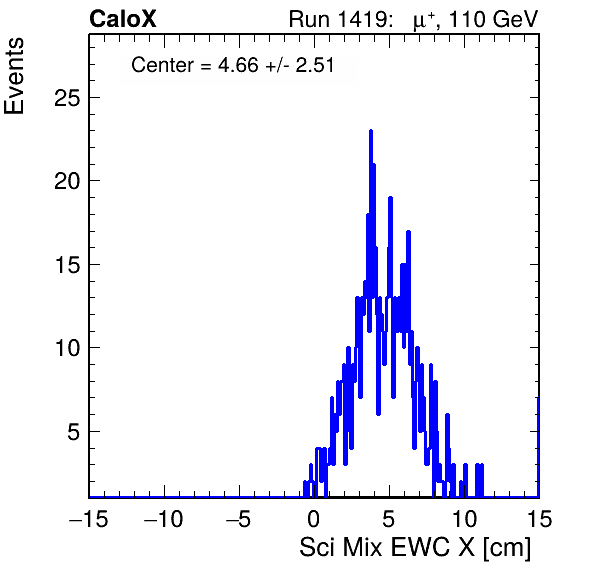 CaloX Run 1419: μ⁺, 110 GeV
Events
Center = 4.66 +/- 2.51
25
20
15
10
5
−15 −10 −5 0 5 10 15
Sci Mix EWC X [cm]